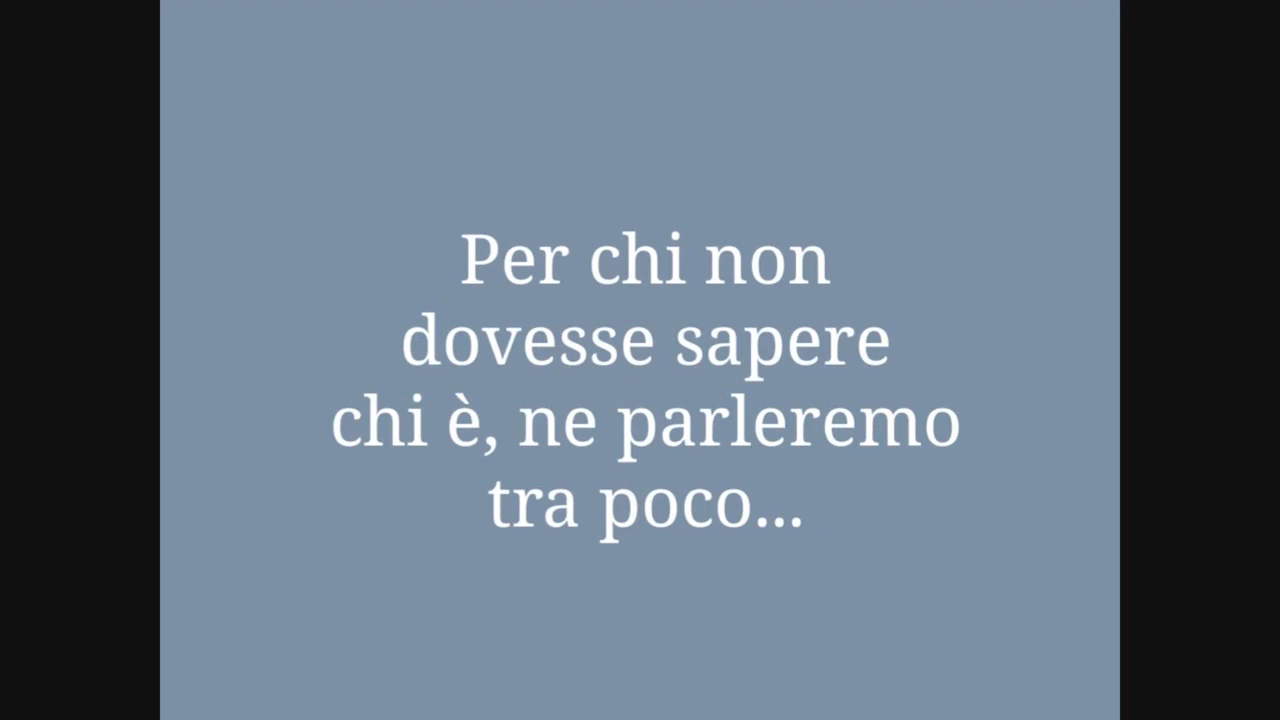 Per chi non
dovesse sapere
chi è, ne parleremo
tra poco...